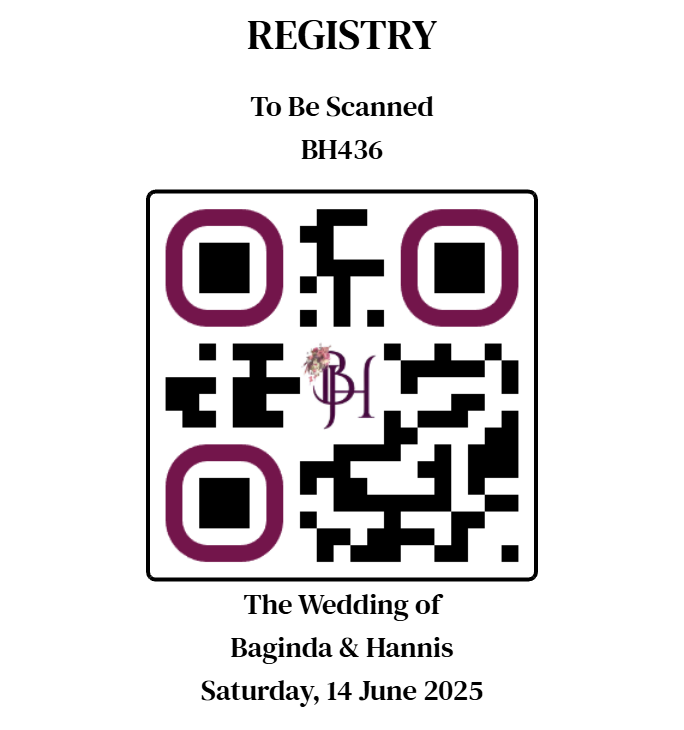 REGISTRY
To Be Scanned
BH436
BH
The Wedding of
Baginda & Hannis
Saturday, 14 June 2025